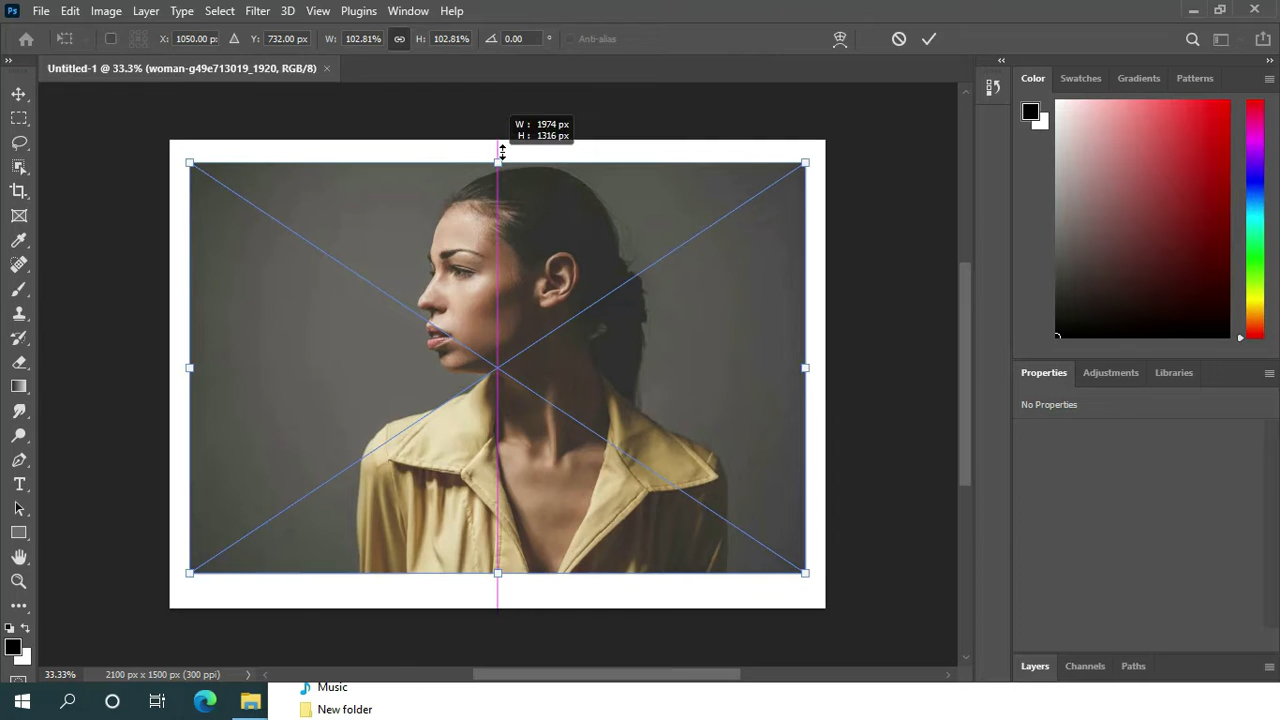 Ps File Edit Image Layer Type Select Filter 3D View Plugins Window Help
X: 1050.00 p: Y: 732.00 px W: 102.81% H: 102.81% 0.00 ° Anti-alias
Untitled-1 @ 33.3% (woman-g49e713019_1920, RGB/8) ×
Color Swatches Gradients Patterns
W : 1974 px
H : 1316 px
Properties Adjustments Libraries
No Properties
Layers Channels Paths
33.33% 2100 px x 1500 px (300 ppi)
Music
New folder